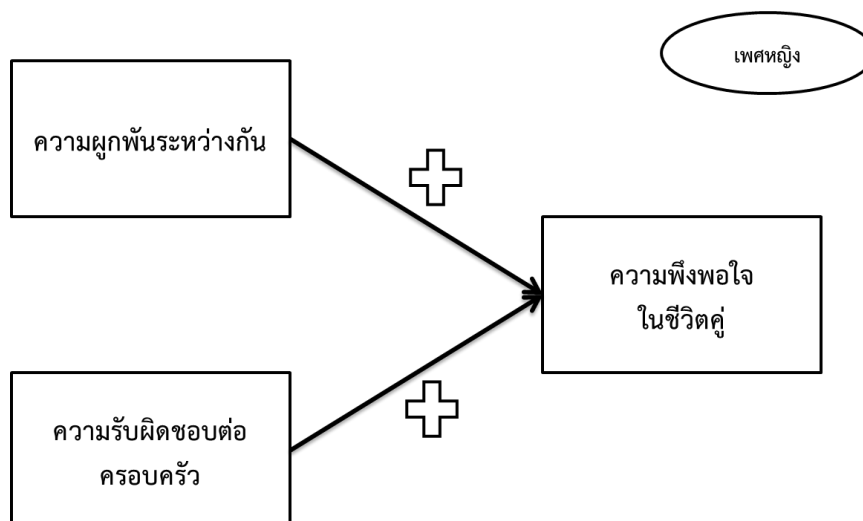 เพศหญิง
ความผูกพันระหว่างกัน
ความพึงพอใจ
ในชีวิตคู่
ความรับผิดชอบต่อ
ครอบครัว